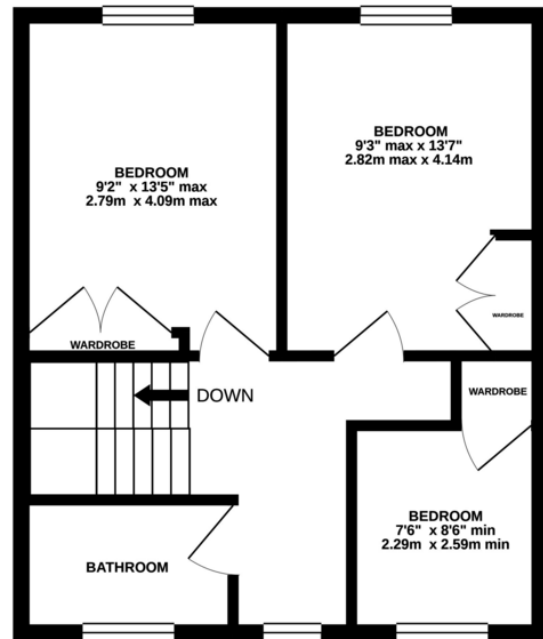 BEDROOM
9'2" x 13'5" max
2.79m x 4.09m max
BEDROOM
9'3" max x 13'7"
2.82m max x 4.14m
WARDROBE
WARDROBE
DOWN
WARDROBE
BEDROOM
7'6" x 8'6" min
2.29m x 2.59m min
BATHROOM